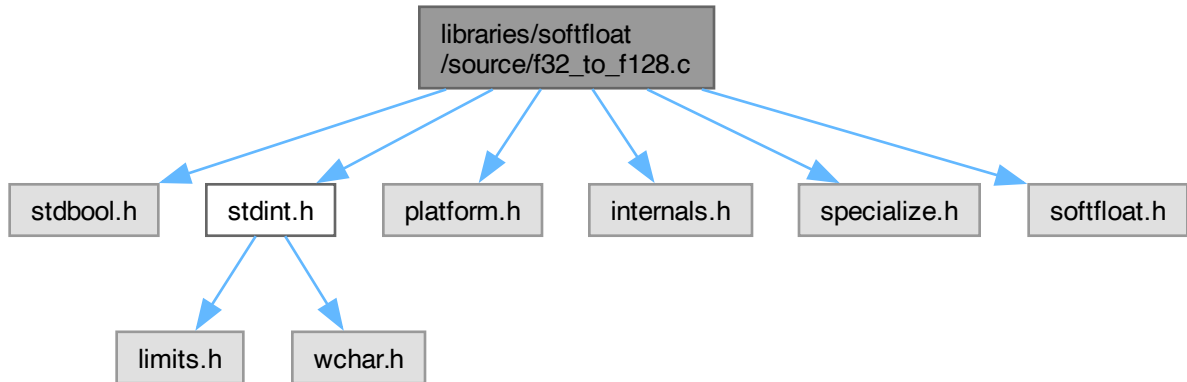 libraries/softfloat
/source/f32_to_f128.c
stdbool.h
stdint.h
platform.h
internals.h
specialize.h
softfloat.h
limits.h
wchar.h